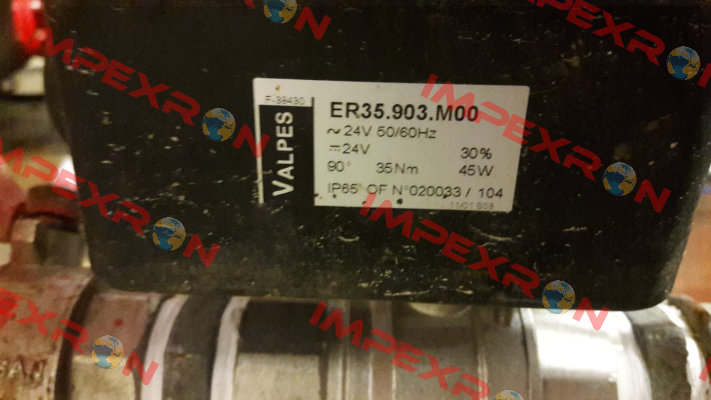 F-38430
VALPES
ER35.903.M00
~24V 50/60Hz
⎓24V 30%
90° 35Nm 45W
IP65 OF N°020033 / 104
IMPEXRON
IMPEXRON
IMPEXRON
IMPEXRON
IMPEXRON
IMPEXRON
IMPEXRON